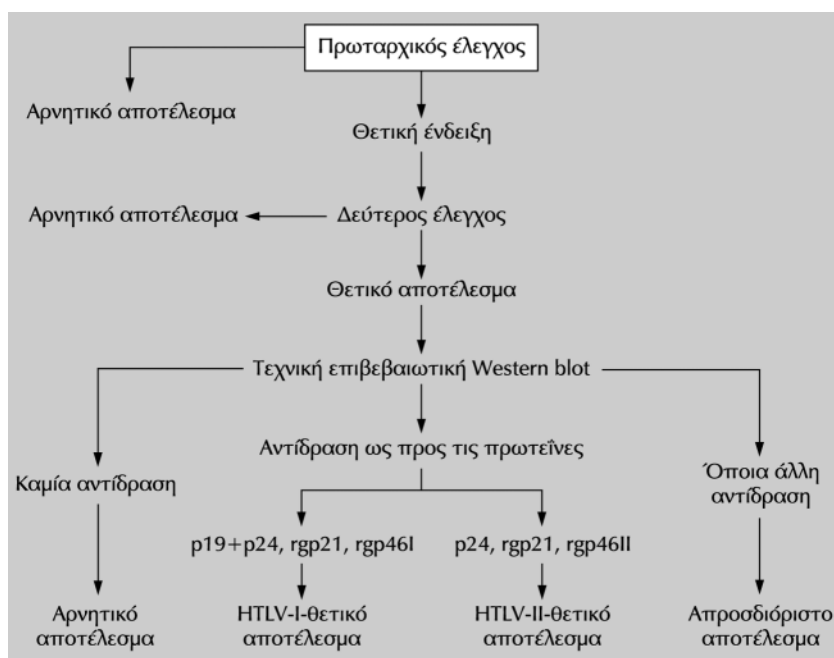 Πρωταρχικός έλεγχος
Αρνητικό αποτέλεσμα
Θετική ένδειξη
Αρνητικό αποτέλεσμα
Δεύτερος έλεγχος
Θετικό αποτέλεσμα
Τεχνική επιβεβαιωτική Western blot
Αντίδραση ως προς τις πρωτεΐνες
Καμία αντίδραση
Όποια άλλη
αντίδραση
p19+p24, rgp21, rgp46I
p24, rgp21, rgp46II
Αρνητικό
αποτέλεσμα
HTLV-I-θετικό
αποτέλεσμα
HTLV-II-θετικό
αποτέλεσμα
Απροσδιόριστο
αποτέλεσμα